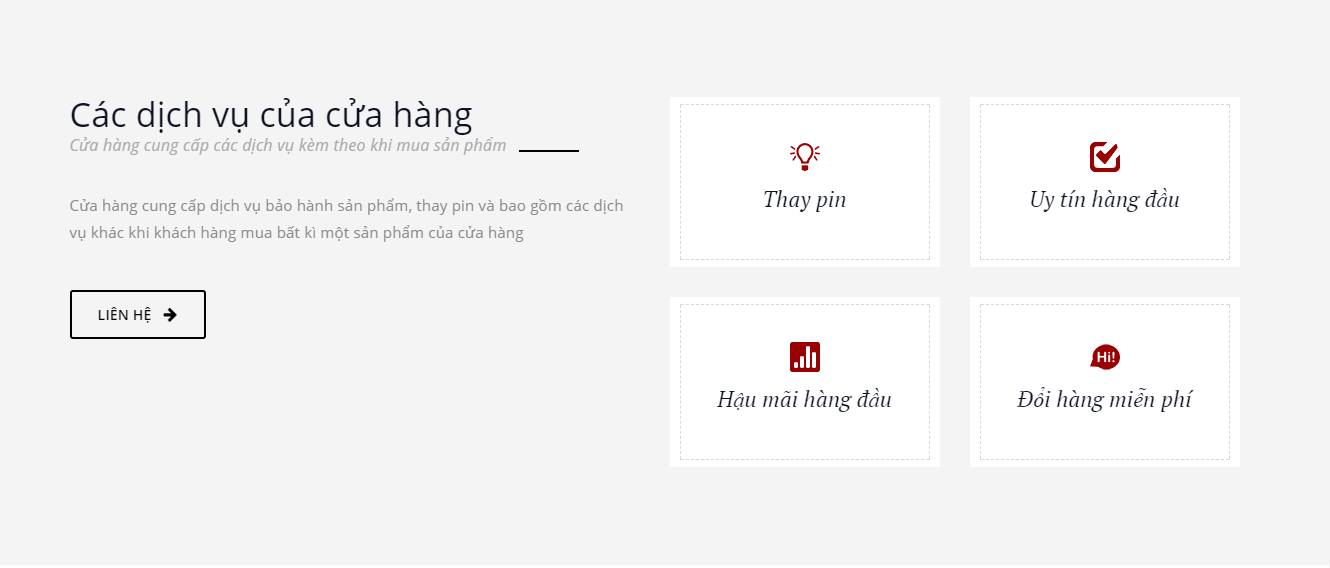 Các dịch vụ của cửa hàng
Cửa hàng cung cấp các dịch vụ kèm theo khi mua sản phẩm
Cửa hàng cung cấp dịch vụ bảo hành sản phẩm, thay pin và bao gồm các dịch
vụ khác khi khách hàng mua bất kì một sản phẩm của cửa hàng
LIÊN HỆ
Thay pin
Uy tín hàng đầu
Hậu mãi hàng đầu
Hi!
Đổi hàng miễn phí